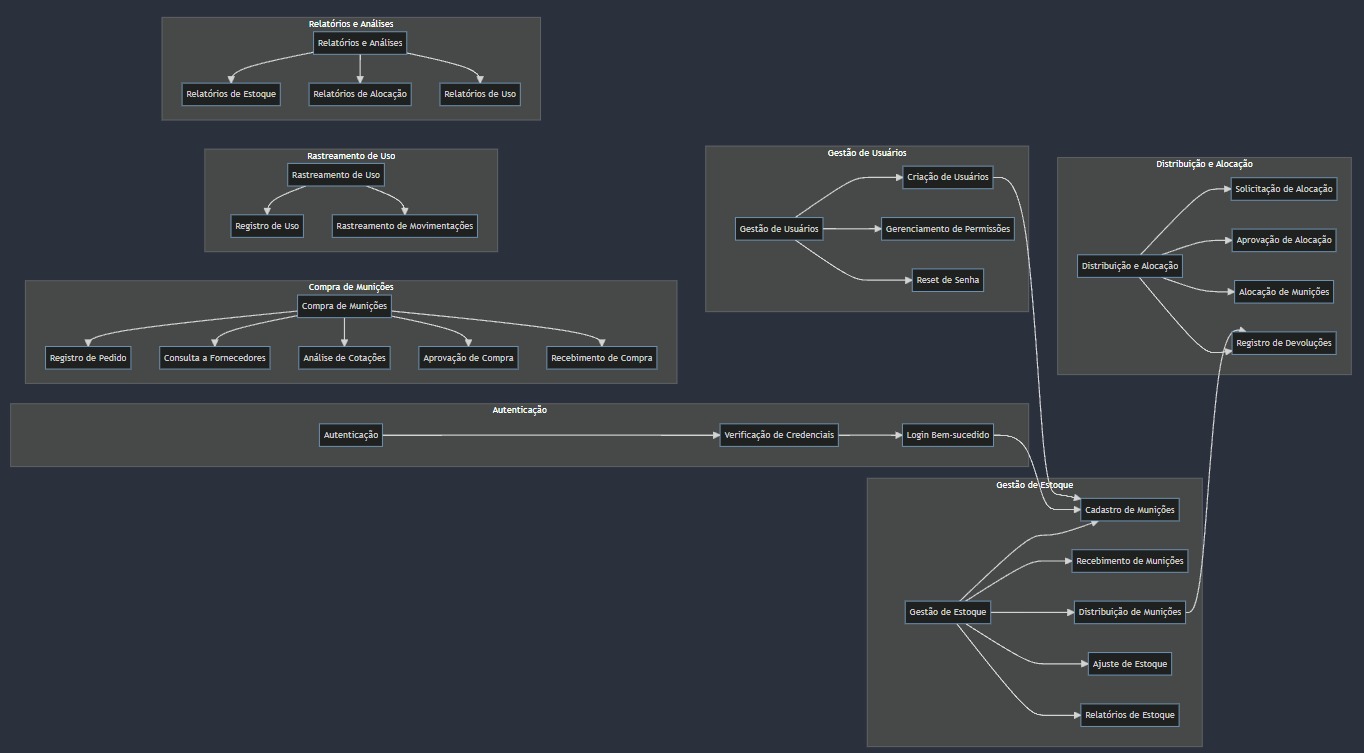 Relatórios e Análises
Relatórios e Análises
Relatórios de Estoque
Relatórios de Alocação
Relatórios de Uso
Rastreamento de Uso
Rastreamento de Uso
Registro de Uso
Rastreamento de Movimentações
Compra de Munições
Compra de Munições
Registro de Pedido
Consulta a Fornecedores
Análise de Cotações
Aprovação de Compra
Recebimento de Compra
Gestão de Usuários
Criação de Usuários
Gestão de Usuários
Gerenciamento de Permissões
Reset de Senha
Distribuição e Alocação
Solicitação de Alocação
Aprovação de Alocação
Distribuição e Alocação
Alocação de Munições
Registro de Devoluções
Autenticação
Autenticação
Verificação de Credenciais
Login Bem-sucedido
Gestão de Estoque
Cadastro de Munições
Recebimento de Munições
Gestão de Estoque
Distribuição de Munições
Ajuste de Estoque
Relatórios de Estoque